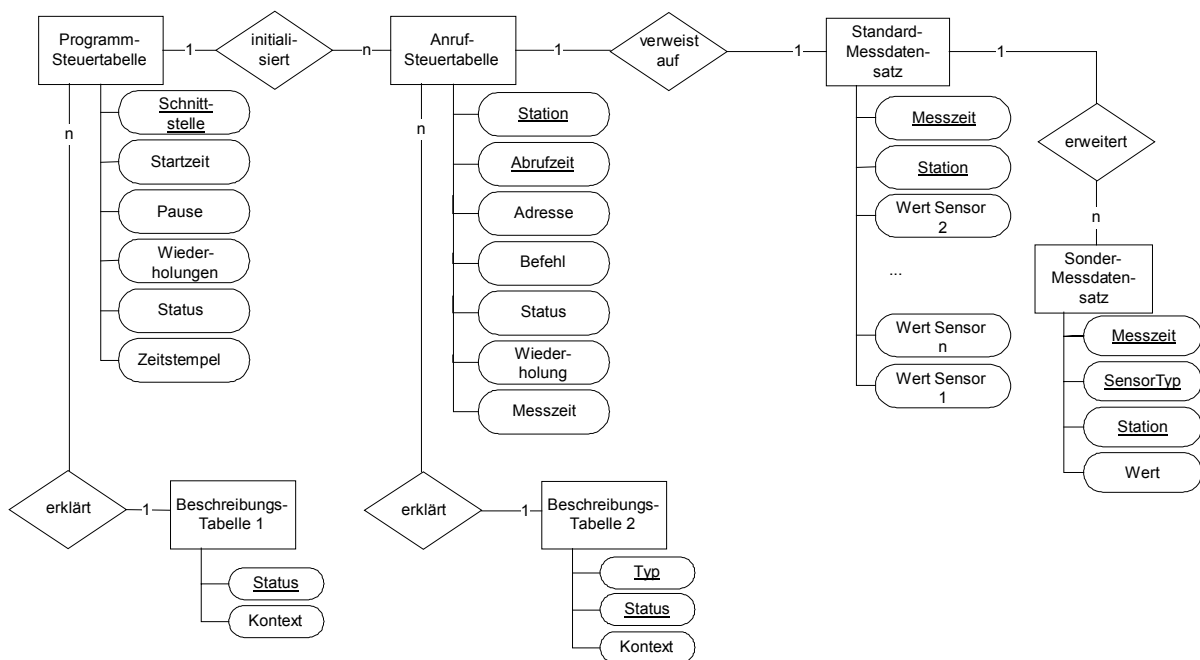 Programm-
Steuertabelle
1
initiali-
siert
n
Anruf-
Steuertabelle
1
verweist
auf
1
Standard-
Messdaten-
satz
1
erweitert
n
Sonder-
Messdaten-
satz
n
Schnitt-
stelle
Startzeit
Pause
Wieder-
holungen
Status
Zeitstempel
n
Station
Abrufzeit
Adresse
Befehl
Status
Wieder-
holung
Messzeit
Messzeit
Station
Wert Sensor
2
...
Wert Sensor
n
Wert Sensor
1
Messzeit
SensorTyp
Station
Wert
erklärt
1
Beschreibungs-
Tabelle 1
Status
Kontext
erklärt
1
Beschreibungs-
Tabelle 2
Typ
Status
Kontext